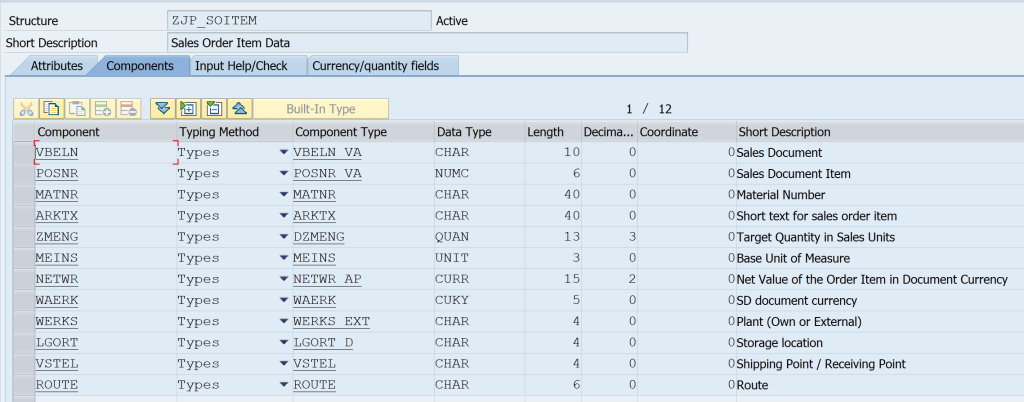 Structure ZJP_SOITEM Active
Short Description Sales Order Item Data
Attributes Components Input Help/Check Currency/quantity fields
Built-In Type 1 / 12
Component Typing Method Component Type Data Type Length Decima... Coordinate Short Description
VBELN Types VBELN_VA CHAR 10 0 0 Sales Document
POSNR Types POSNR_VA NUMC 6 0 0 Sales Document Item
MATNR Types MATNR CHAR 40 0 0 Material Number
ARKTX Types ARKTX CHAR 40 0 0 Short text for sales order item
ZMENG Types DZMENG QUAN 13 3 0 Target Quantity in Sales Units
MEINS Types MEINS UNIT 3 0 0 Base Unit of Measure
NETWR Types NETWR_AP CURR 15 2 0 Net Value of the Order Item in Document Currency
WAERK Types WAERK CUKY 5 0 0 SD document currency
WERKS Types WERKS_EXT CHAR 4 0 0 Plant (Own or External)
LGORT Types LGORT_D CHAR 4 0 0 Storage location
VSTEL Types VSTEL CHAR 4 0 0 Shipping Point / Receiving Point
ROUTE Types ROUTE CHAR 6 0 0 Route